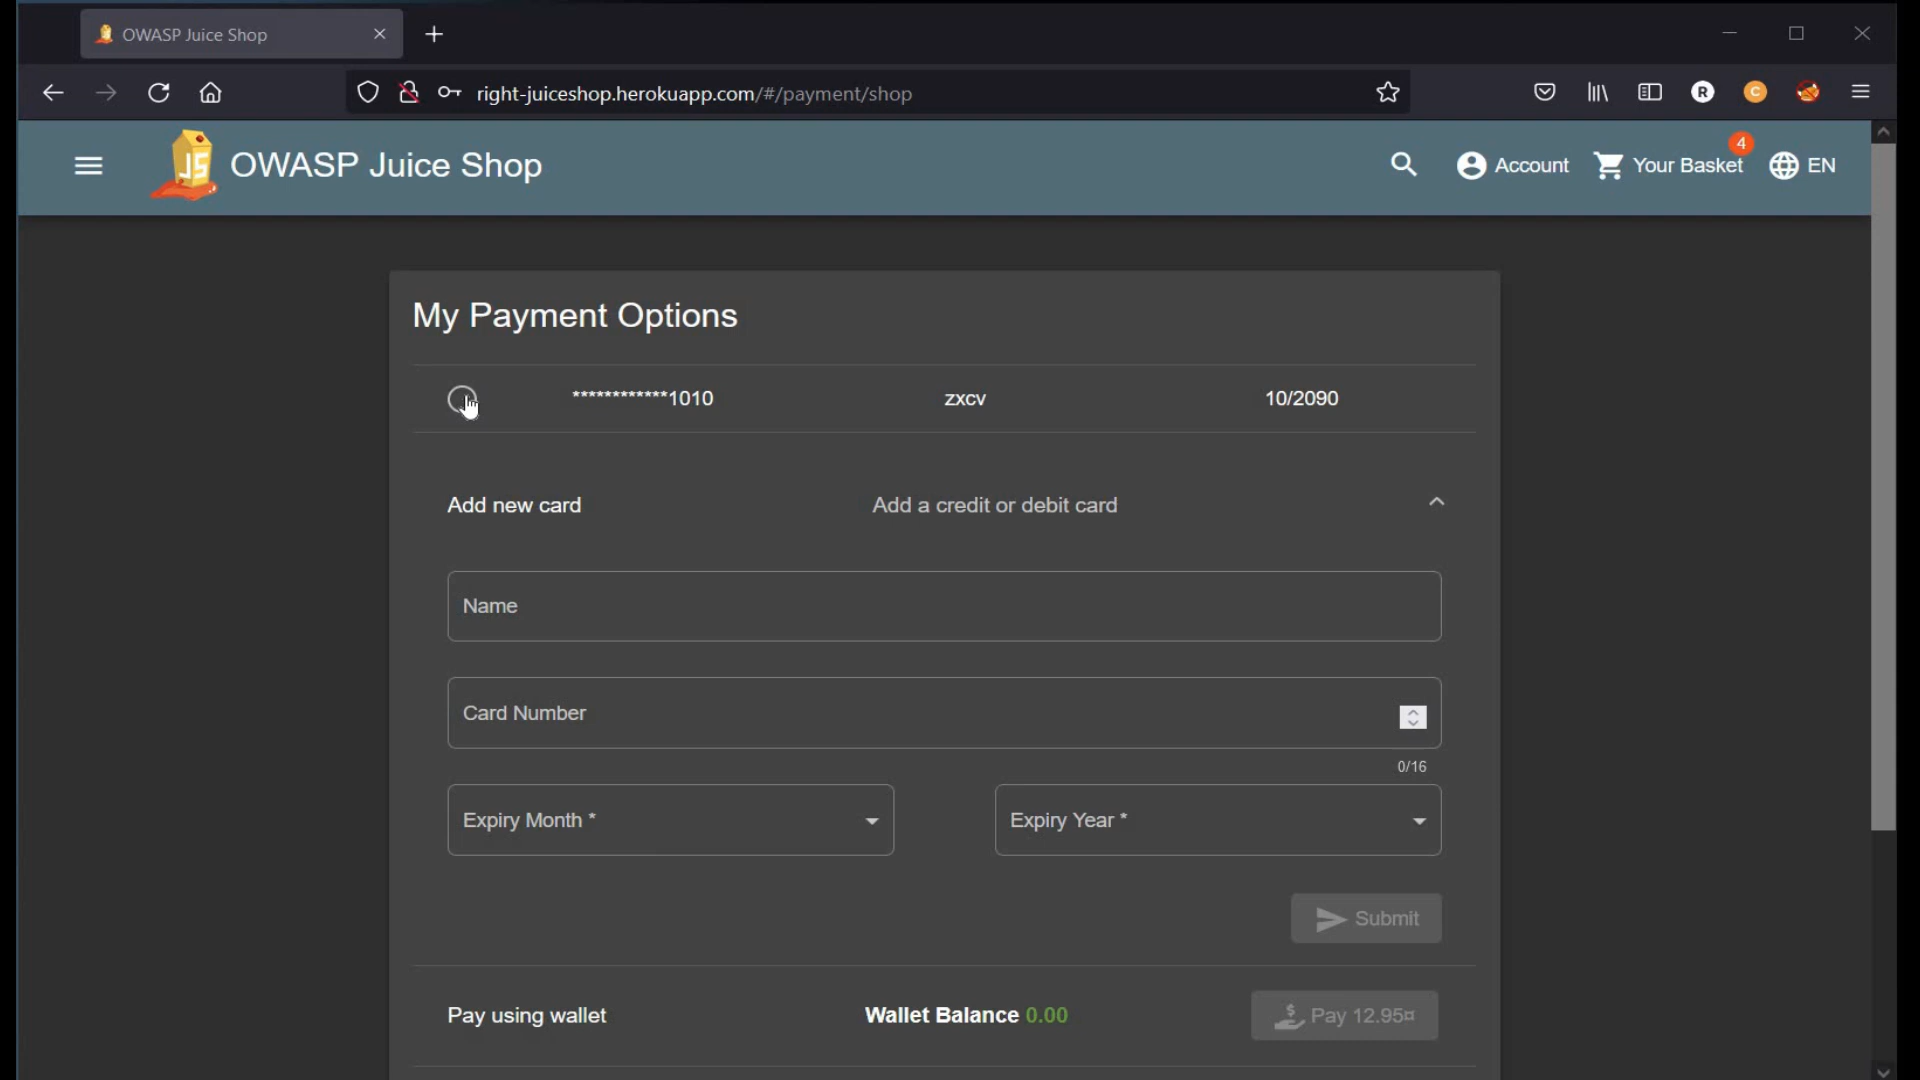 OWASP Juice Shop
right-juiceshop.herokuapp.com/#/payment/shop
R
C
JS
OWASP Juice Shop
Account
4
Your Basket
EN
My Payment Options
************1010 zxcv 10/2090
Add new card Add a credit or debit card
Name
Card Number
0/16
Expiry Month * Expiry Year *
Submit
Pay using wallet Wallet Balance 0.00 Pay 12.95¤